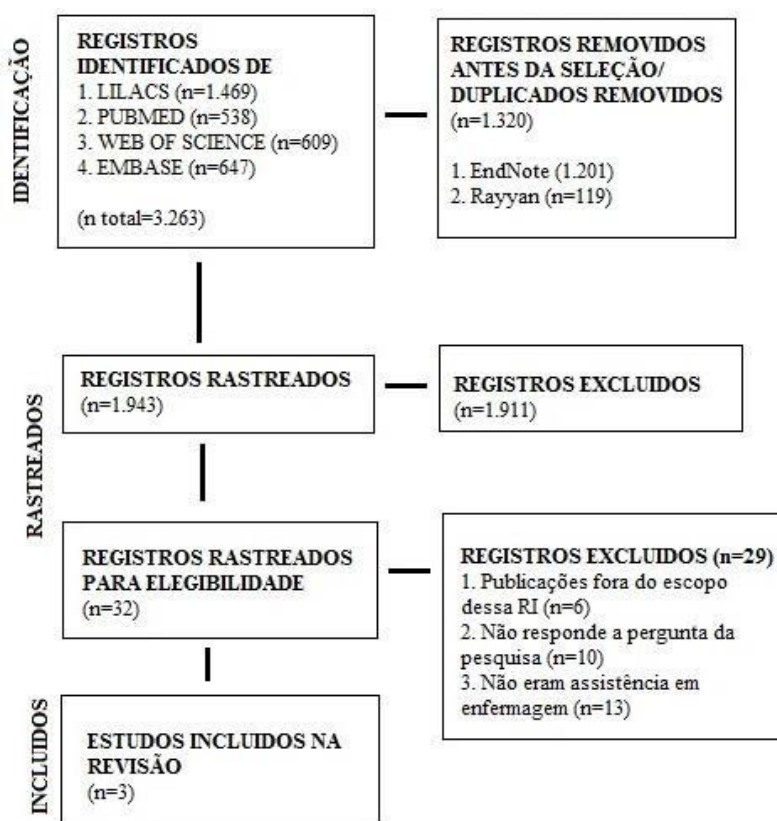 IDENTIFICAÇÃO
REGISTROS
IDENTIFICADOS DE
1. LILACS (n=1.469)
2. PUBMED (n=538)
3. WEB OF SCIENCE (n=609)
4. EMBASE (n=647)
(n total=3.263)
REGISTROS REMOVIDOS
ANTES DA SELEÇÃO/
DUPLICADOS REMOVIDOS
(n=1.320)
1. EndNote (1.201)
2. Rayyan (n=119)
RASTREADOS
REGISTROS RASTREADOS
(n=1.943)
REGISTROS EXCLUIDOS
(n=1.911)
REGISTROS RASTREADOS
PARA ELEGIBILIDADE
(n=32)
REGISTROS EXCLUIDOS (n=29)
1. Publicações fora do escopo
dessa RI (n=6)
2. Não responde a pergunta da
pesquisa (n=10)
3. Não eram assistência em
enfermagem (n=13)
INCLUIDOS
ESTUDOS INCLUIDOS NA
REVISÃO
(n=3)